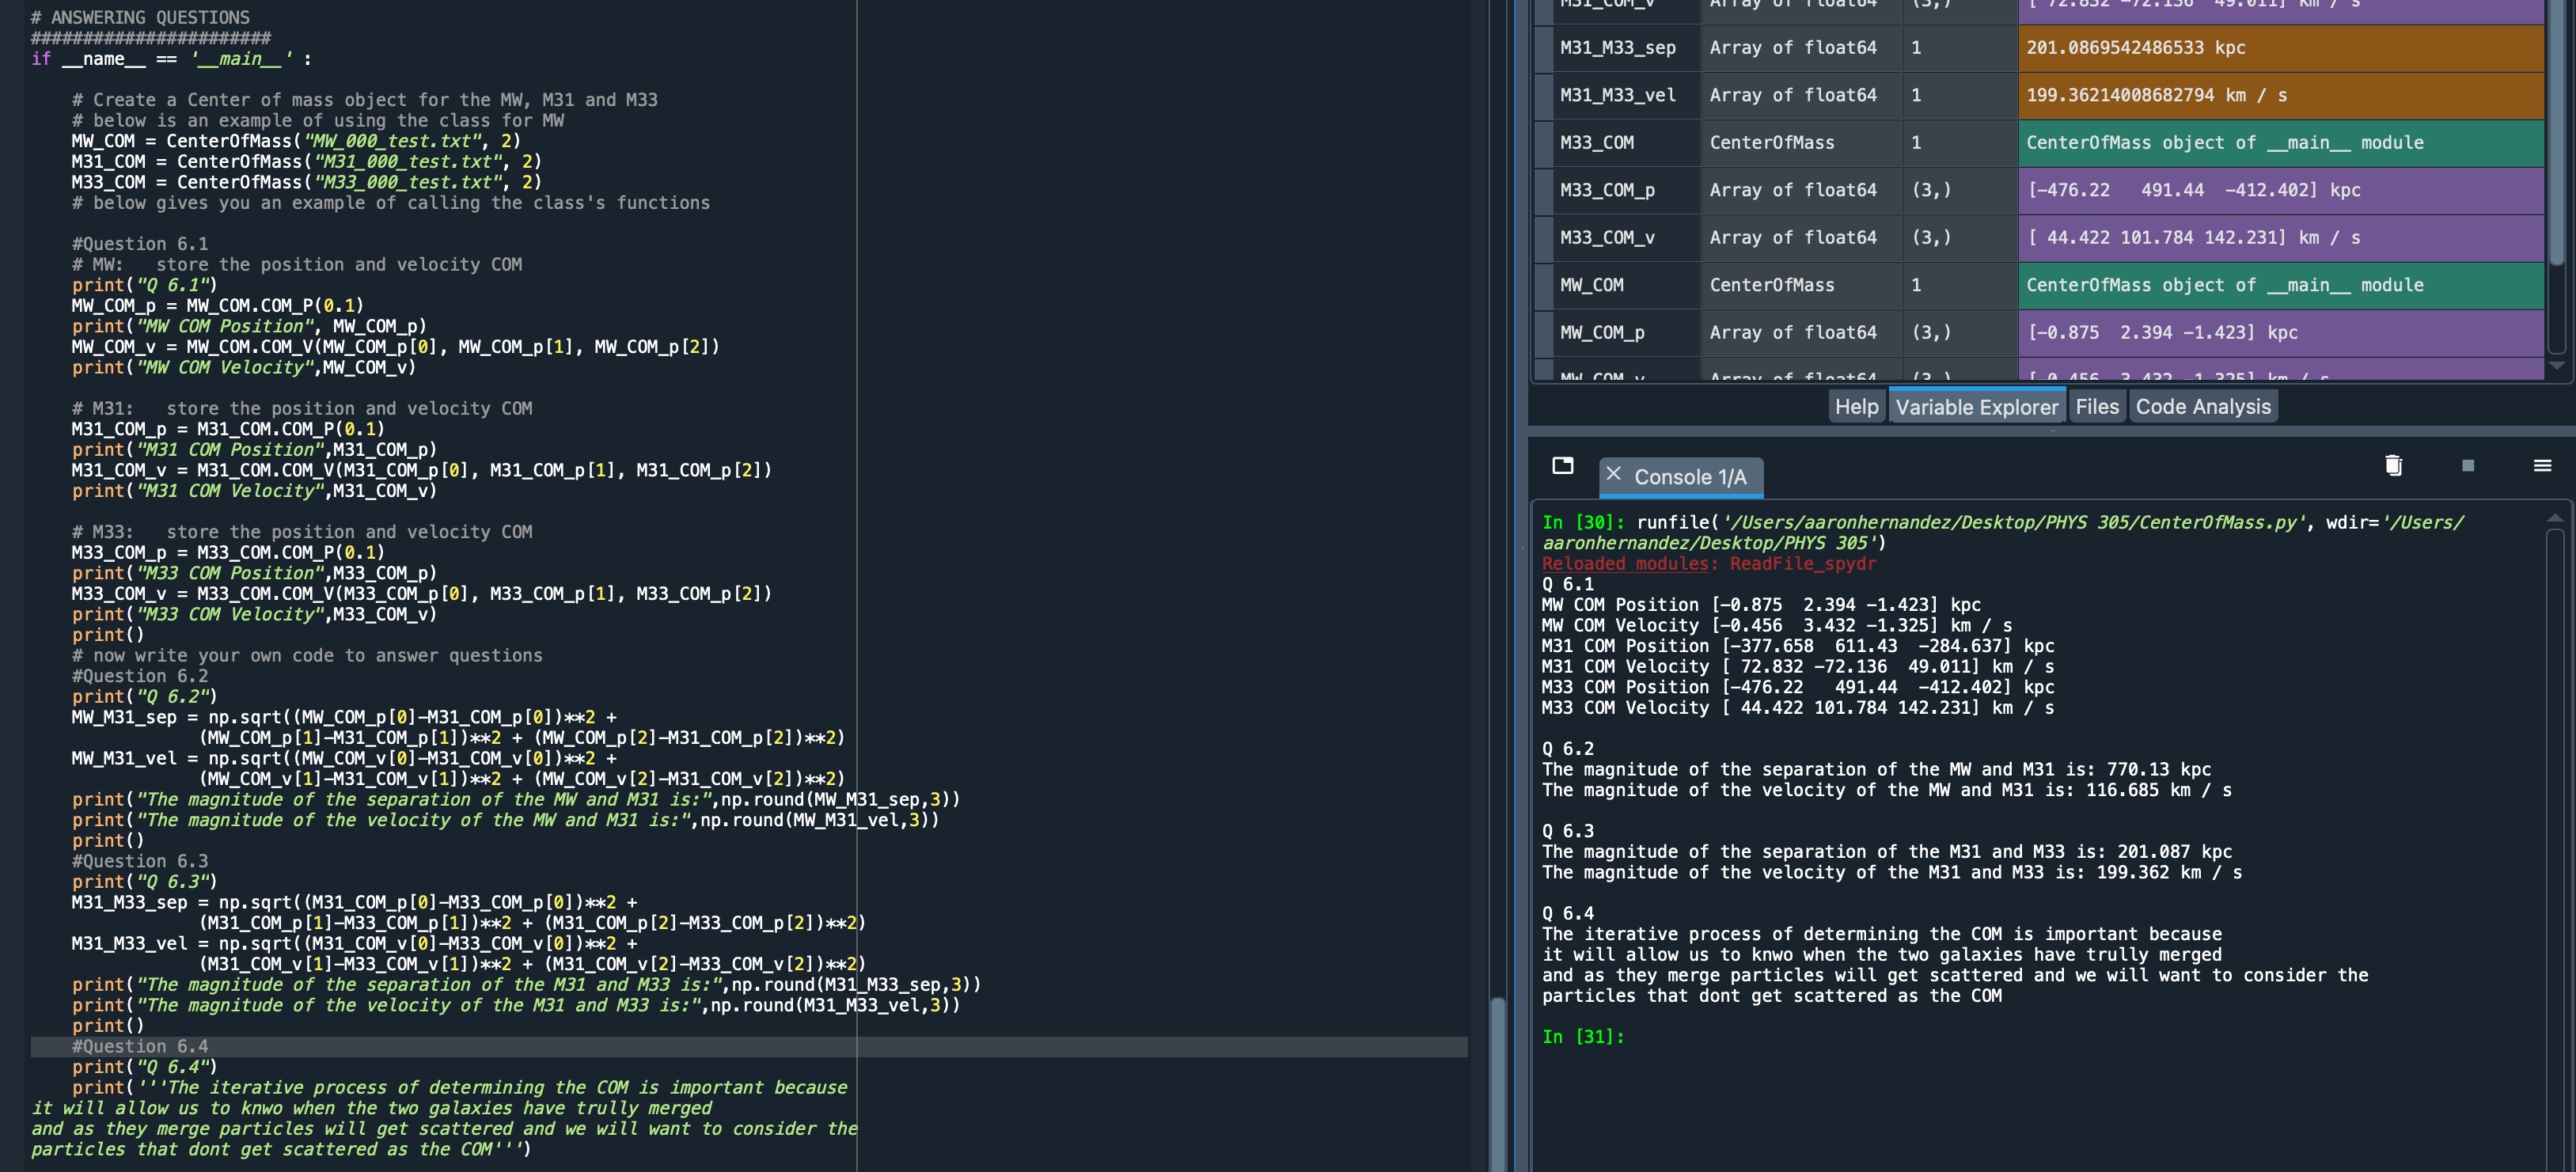 # ANSWERING QUESTIONS
#######################
if __name__ == '__main__' :
# Create a Center of mass object for the MW, M31 and M33
# below is an example of using the class for MW
MW_COM = CenterOfMass("MW_000_test.txt", 2)
M31_COM = CenterOfMass("M31_000_test.txt", 2)
M33_COM = CenterOfMass("M33_000_test.txt", 2)
# below gives you an example of calling the class's functions
#Question 6.1
# MW:   store the position and velocity COM
print("Q 6.1")
MW_COM_p = MW_COM.COM_P(0.1)
print("MW COM Position", MW_COM_p)
MW_COM_v = MW_COM.COM_V(MW_COM_p[0], MW_COM_p[1], MW_COM_p[2])
print("MW COM Velocity",MW_COM_v)
# M31:   store the position and velocity COM
M31_COM_p = M31_COM.COM_P(0.1)
print("M31 COM Position",M31_COM_p)
M31_COM_v = M31_COM.COM_V(M31_COM_p[0], M31_COM_p[1], M31_COM_p[2])
print("M31 COM Velocity",M31_COM_v)
# M33:   store the position and velocity COM
M33_COM_p = M33_COM.COM_P(0.1)
print("M33 COM Position",M33_COM_p)
M33_COM_v = M33_COM.COM_V(M33_COM_p[0], M33_COM_p[1], M33_COM_p[2])
print("M33 COM Velocity",M33_COM_v)
print()
# now write your own code to answer questions
#Question 6.2
print("Q 6.2")
MW_M31_sep = np.sqrt((MW_COM_p[0]-M31_COM_p[0])**2 +
(MW_COM_p[1]-M31_COM_p[1])**2 + (MW_COM_p[2]-M31_COM_p[2])**2)
MW_M31_vel = np.sqrt((MW_COM_v[0]-M31_COM_v[0])**2 +
(MW_COM_v[1]-M31_COM_v[1])**2 + (MW_COM_v[2]-M31_COM_v[2])**2)
print("The magnitude of the separation of the MW and M31 is:",np.round(MW_M31_sep,3))
print("The magnitude of the velocity of the MW and M31 is:",np.round(MW_M31_vel,3))
print()
#Question 6.3
print("Q 6.3")
M31_M33_sep = np.sqrt((M31_COM_p[0]-M33_COM_p[0])**2 +
(M31_COM_p[1]-M33_COM_p[1])**2 + (M31_COM_p[2]-M33_COM_p[2])**2)
M31_M33_vel = np.sqrt((M31_COM_v[0]-M33_COM_v[0])**2 +
(M31_COM_v[1]-M33_COM_v[1])**2 + (M31_COM_v[2]-M33_COM_v[2])**2)
print("The magnitude of the separation of the M31 and M33 is:",np.round(M31_M33_sep,3))
print("The magnitude of the velocity of the M31 and M33 is:",np.round(M31_M33_vel,3))
print()
#Question 6.4
print("Q 6.4")
print('''The iterative process of determining the COM is important because
it will allow us to knwo when the two galaxies have trully merged
and as they merge particles will get scattered and we will want to consider the
particles that dont get scattered as the COM''')
M31_COM_v Array of float64 (3,) [ 72.832 -72.136  49.011] km / s
M31_M33_sep Array of float64 1 201.0869542486533 kpc
M31_M33_vel Array of float64 1 199.36214008682794 km / s
M33_COM CenterOfMass 1 CenterOfMass object of __main__ module
M33_COM_p Array of float64 (3,) [-476.22   491.44  -412.402] kpc
M33_COM_v Array of float64 (3,) [ 44.422 101.784 142.231] km / s
MW_COM CenterOfMass 1 CenterOfMass object of __main__ module
MW_COM_p Array of float64 (3,) [-0.875  2.394 -1.423] kpc
MW_COM_v Array of float64 (3,) [-0.456  3.432 -1.325] km / s
Help Variable Explorer Files Code Analysis
Console 1/A
In [30]: runfile('/Users/aaronhernandez/Desktop/PHYS 305/CenterOfMass.py', wdir='/Users/
aaronhernandez/Desktop/PHYS 305')
Reloaded modules: ReadFile_spydr
Q 6.1
MW COM Position [-0.875  2.394 -1.423] kpc
MW COM Velocity [-0.456  3.432 -1.325] km / s
M31 COM Position [-377.658  611.43  -284.637] kpc
M31 COM Velocity [ 72.832 -72.136  49.011] km / s
M33 COM Position [-476.22   491.44  -412.402] kpc
M33 COM Velocity [ 44.422 101.784 142.231] km / s
Q 6.2
The magnitude of the separation of the MW and M31 is: 770.13 kpc
The magnitude of the velocity of the MW and M31 is: 116.685 km / s
Q 6.3
The magnitude of the separation of the M31 and M33 is: 201.087 kpc
The magnitude of the velocity of the M31 and M33 is: 199.362 km / s
Q 6.4
The iterative process of determining the COM is important because
it will allow us to knwo when the two galaxies have trully merged
and as they merge particles will get scattered and we will want to consider the
particles that dont get scattered as the COM
In [31]: